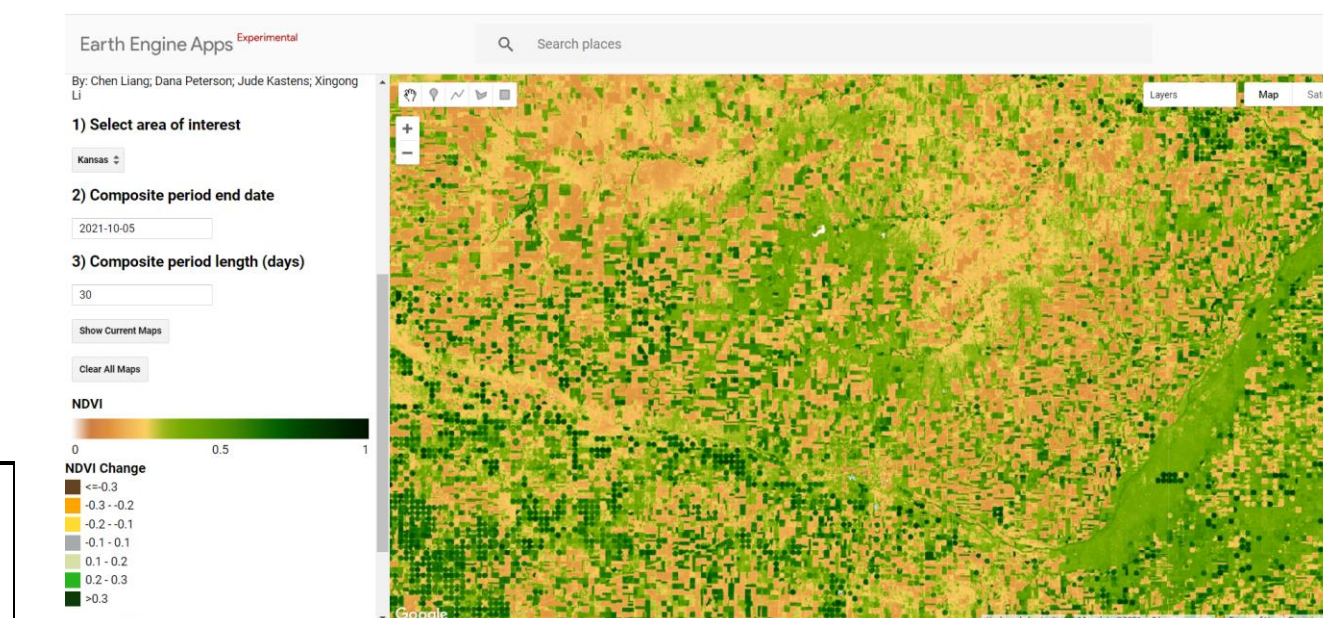 Earth Engine Apps Experimental
Search places
By: Chen Liang; Dana Peterson; Jude Kastens; Xingong
Li
1) Select area of interest
Kansas
2) Composite period end date
2021-10-05
3) Composite period length (days)
30
Show Current Maps
Clear All Maps
NDVI
0 0.5 1
NDVI Change
<=-0.3
-0.3 - -0.2
-0.2 - -0.1
-0.1 - 0.1
0.1 - 0.2
0.2 - 0.3
>0.3
Layers
Map Sat
Google